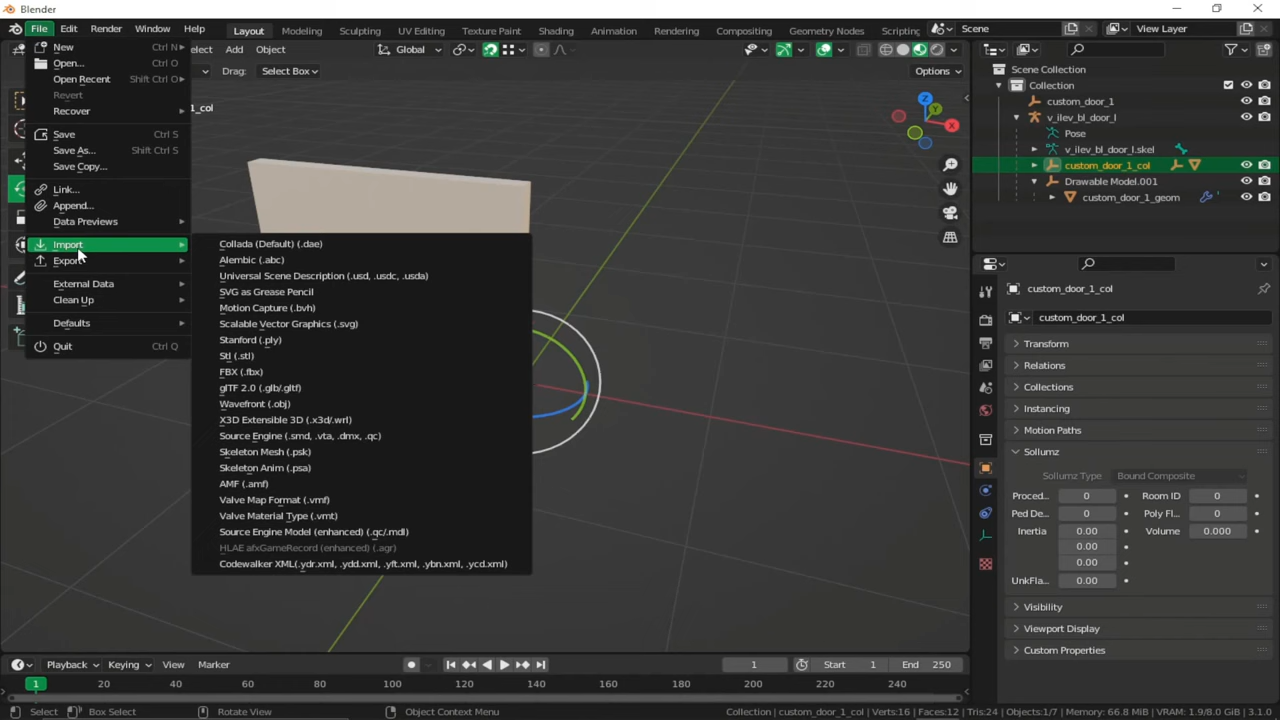 Blender
File Edit Render Window Help
Layout Modeling Sculpting UV Editing Texture Paint Shading Animation Rendering Compositing Geometry Nodes Scripting
Scene
View Layer
lect Add Object
Global
Drag: Select Box
Options
1_col
New Ctrl N
Open... Ctrl O
Open Recent Shift Ctrl O
Revert
Recover
Save Ctrl S
Save As... Shift Ctrl S
Save Copy...
Link...
Append...
Data Previews
Import
Export
External Data
Clean Up
Defaults
Quit Ctrl Q
Collada (Default) (.dae)
Alembic (.abc)
Universal Scene Description (.usd, .usdc, .usda)
SVG as Grease Pencil
Motion Capture (.bvh)
Scalable Vector Graphics (.svg)
Stanford (.ply)
Stl (.stl)
FBX (.fbx)
glTF 2.0 (.glb/.gltf)
Wavefront (.obj)
X3D Extensible 3D (.x3d/.wrl)
Source Engine (.smd, .vta, .dmx, .qc)
Skeleton Mesh (.psk)
Skeleton Anim (.psa)
AMF (.amf)
Valve Map Format (.vmf)
Valve Material Type (.vmt)
Source Engine Model (enhanced) (.qc/.mdl)
HLAE afxGameRecord (enhanced) (.agr)
Codewalker XML(.ydr.xml, .ydd.xml, .yft.xml, .ybn.xml, .ycd.xml)
Z
Y
X
Scene Collection
Collection
custom_door_1
v_ilev_bl_door_l
Pose
v_ilev_bl_door_l.skel
custom_door_1_col
Drawable Model.001
custom_door_1_geom
custom_door_1_col
custom_door_1_col
Transform
Relations
Collections
Instancing
Motion Paths
Sollumz
Sollumz Type Bound Composite
Proced... 0 Room ID 0
Ped De... 0 Poly Fl... 0
Inertia 0.00 Volume 0.000
0.00
0.00
UnkFla... 0.00
Visibility
Viewport Display
Custom Properties
Playback Keying View Marker
1 Start 1 End 250
1 20 40 60 80 100 120 140 160 180 200 220 240
Select Box Select Rotate View Object Context Menu
Collection | custom_door_1_col | Verts:16 | Faces:12 | Tris:24 | Objects:1/7 | Memory: 66.8 MiB | VRAM: 1.9/8.0 GiB | 3.1.0